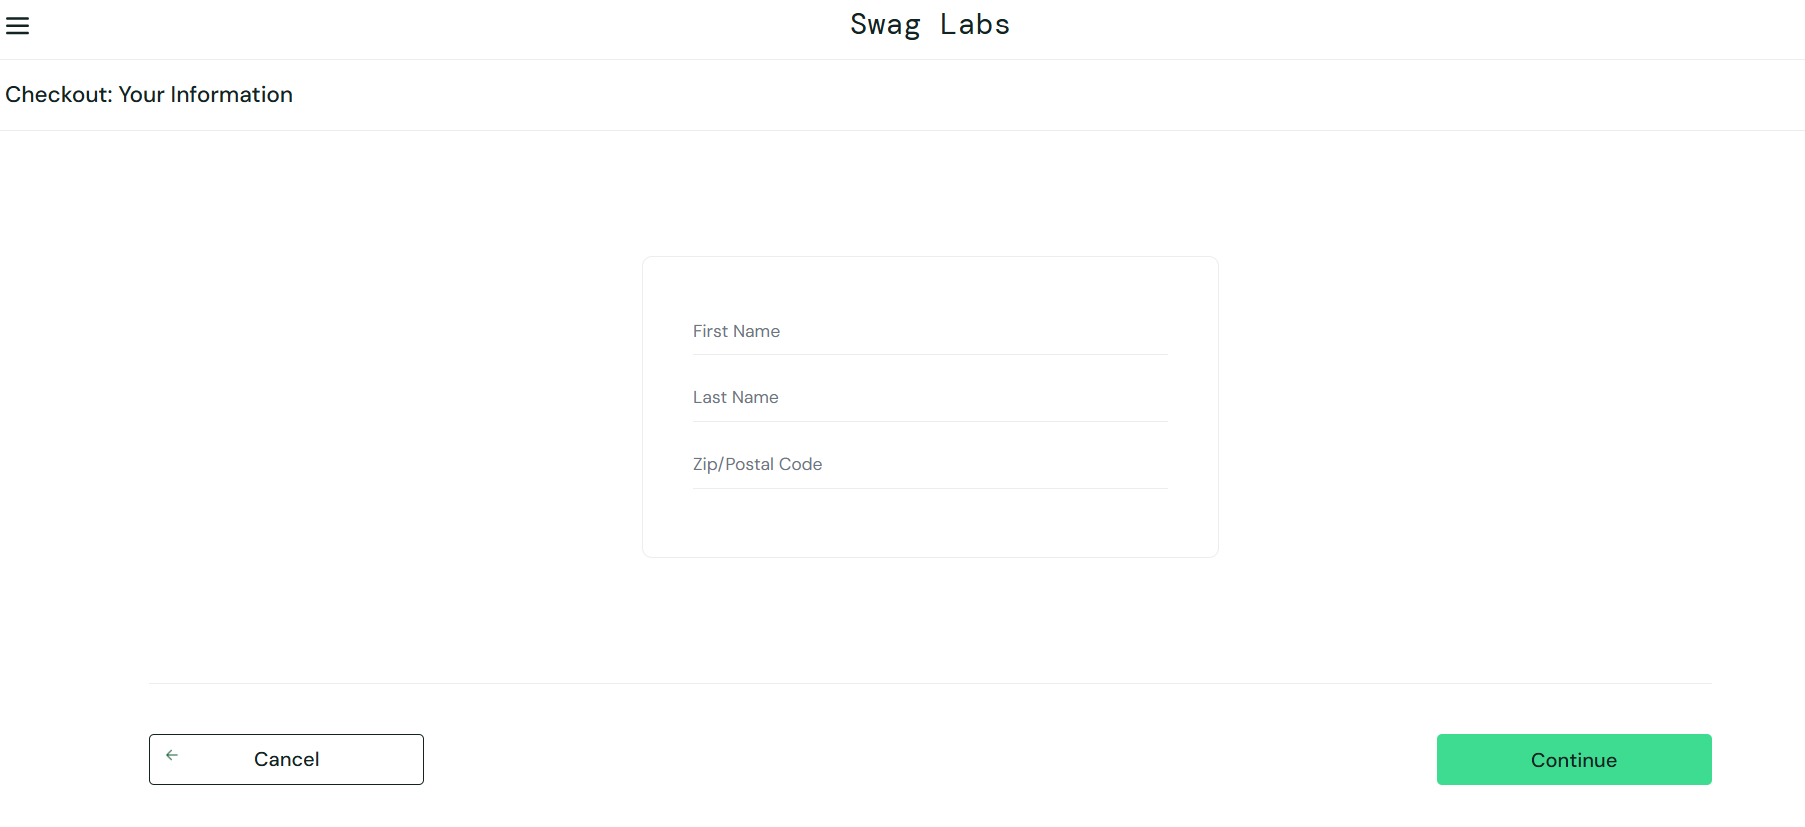 Swag Labs
Checkout: Your Information
First Name
Last Name
Zip/Postal Code
Cancel
Continue